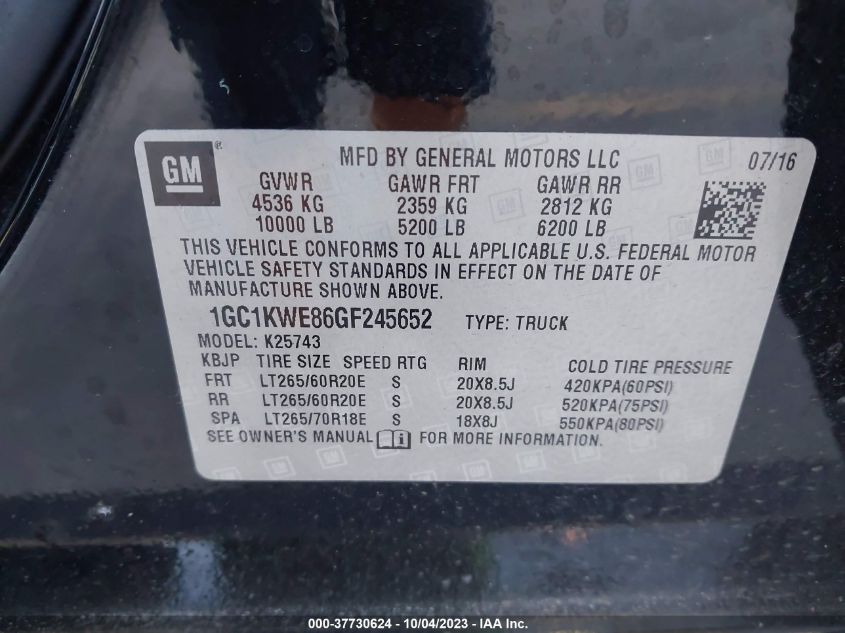 GM ®
MFD BY GENERAL MOTORS LLC 07/16
GVWR GAWR FRT GAWR RR
4536 KG 2359 KG 2812 KG
10000 LB 5200 LB 6200 LB
THIS VEHICLE CONFORMS TO ALL APPLICABLE U.S. FEDERAL MOTOR
VEHICLE SAFETY STANDARDS IN EFFECT ON THE DATE OF
MANUFACTURE SHOWN ABOVE.
1GC1KWE86GF245652 TYPE: TRUCK
MODEL: K25743
KBJP TIRE SIZE SPEED RTG RIM COLD TIRE PRESSURE
FRT LT265/60R20E S 20X8.5J 420KPA(60PSI)
RR LT265/60R20E S 20X8.5J 520KPA(75PSI)
SPA LT265/70R18E S 18X8J 550KPA(80PSI)
SEE OWNER'S MANUAL FOR MORE INFORMATION.
000-37730624 - 10/04/2023 - IAA Inc.